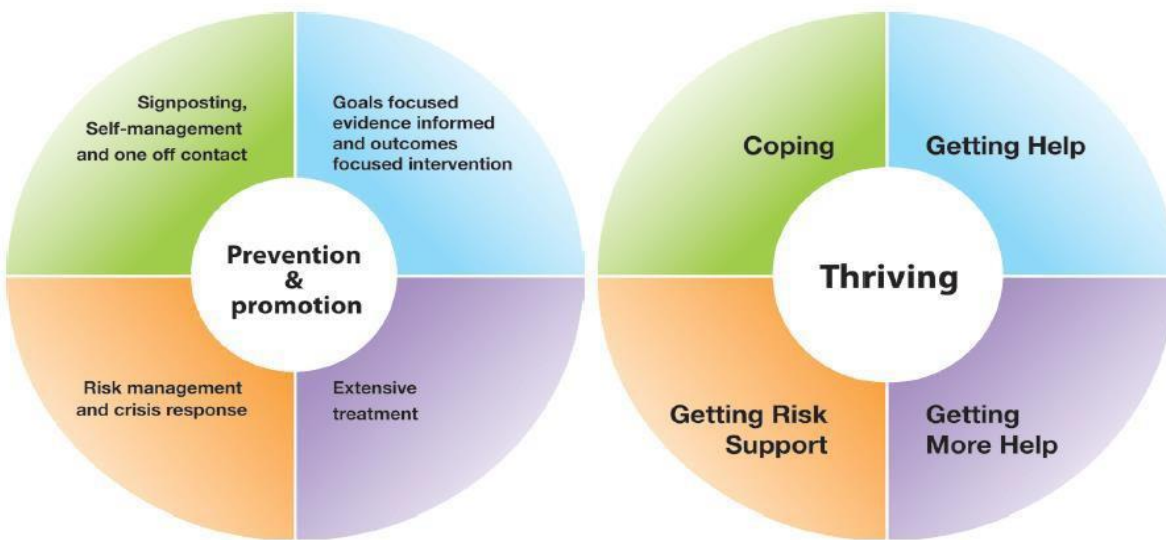 Signposting,
Self-management
and one off contact
Goals focused
evidence informed
and outcomes
focused intervention
Prevention
&
promotion
Risk management
and crisis response
Extensive
treatment
Coping
Getting Help
Thriving
Getting Risk
Support
Getting
More Help